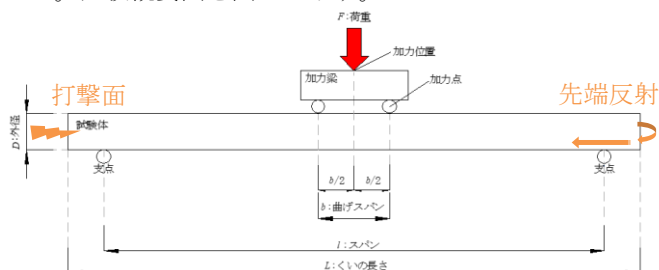 F:荷重
加力位置
加力梁
加力点
打撃面
先端反射
試験体
D:外径
支点
支点
b/2
b/2
b:曲げスパン
l:スパン
L:くいの長さ